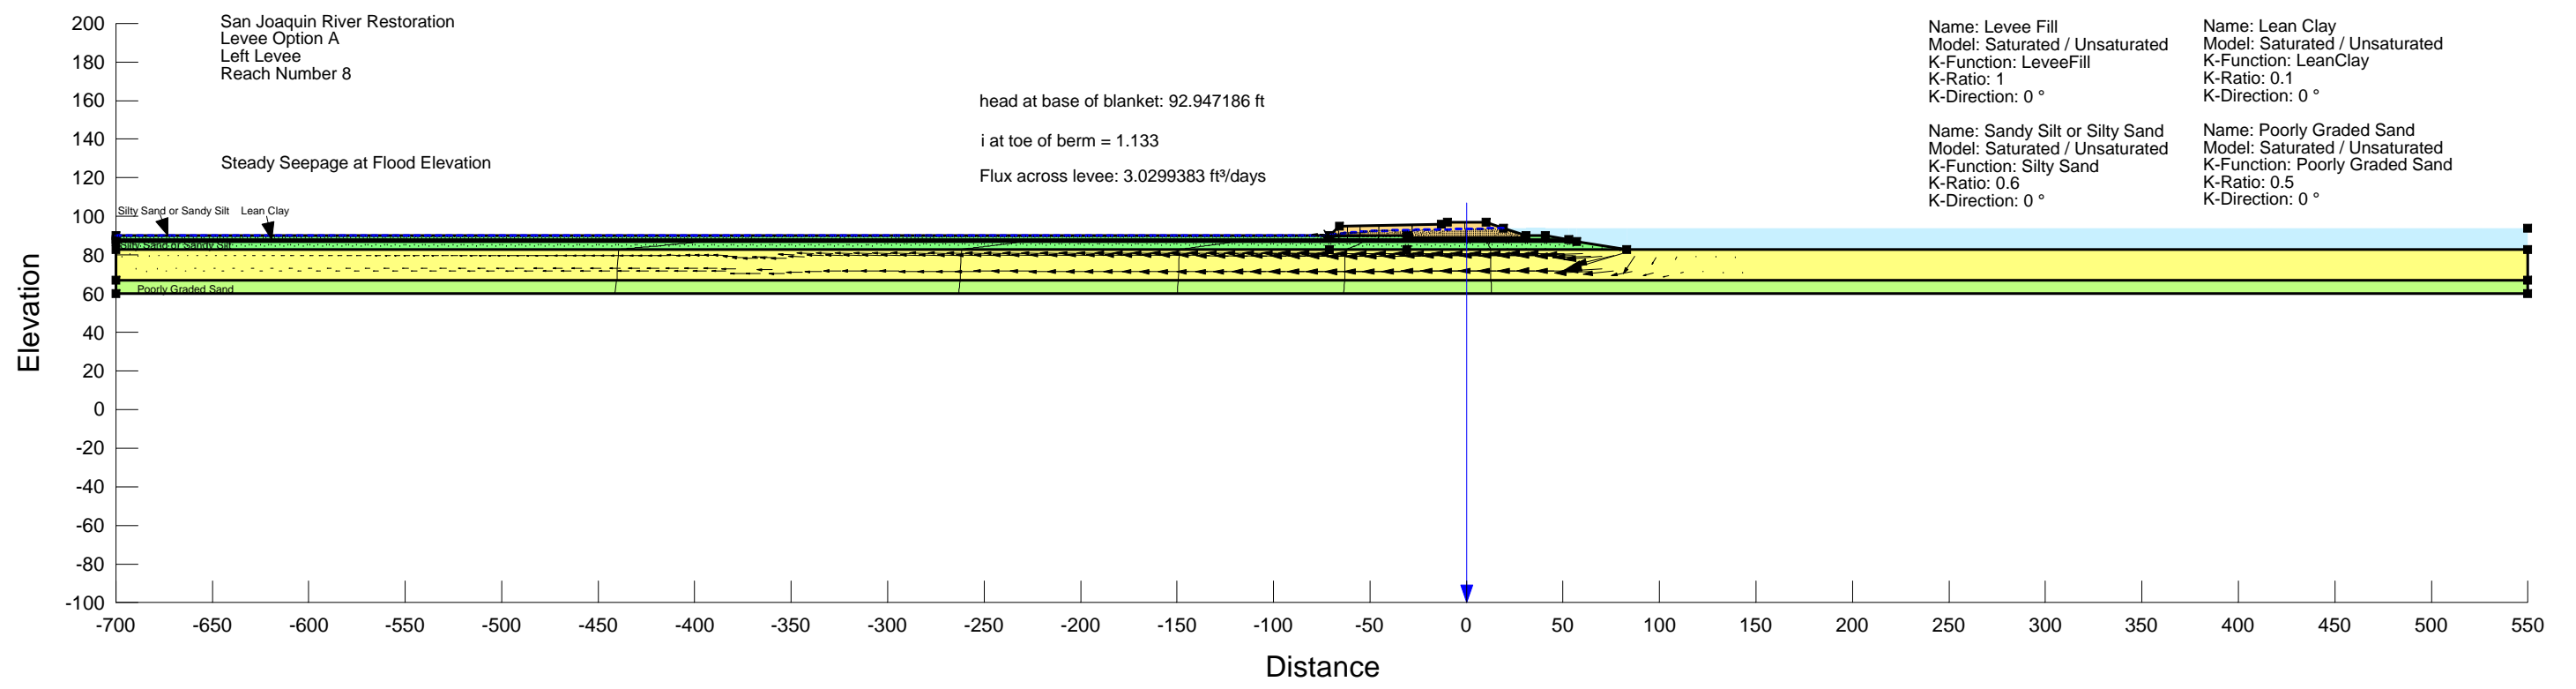 San Joaquin River Restoration
Levee Option A
Left Levee
Reach Number 8
Steady Seepage at Flood Elevation
head at base of blanket: 92.947186 ft
i at toe of berm = 1.133
Flux across levee: 3.0299383 ft³/days
Name: Levee Fill
Model: Saturated / Unsaturated
K-Function: LeveeFill
K-Ratio: 1
K-Direction: 0 °
Name: Lean Clay
Model: Saturated / Unsaturated
K-Function: LeanClay
K-Ratio: 0.1
K-Direction: 0 °
Name: Sandy Silt or Silty Sand
Model: Saturated / Unsaturated
K-Function: Silty Sand
K-Ratio: 0.6
K-Direction: 0 °
Name: Poorly Graded Sand
Model: Saturated / Unsaturated
K-Function: Poorly Graded Sand
K-Ratio: 0.5
K-Direction: 0 °
Silty Sand or Sandy Silt
Lean Clay
Silty Sand or Sandy Silt
Poorly Graded Sand
Elevation
200
180
160
140
120
100
80
60
40
20
0
-20
-40
-60
-80
-100
-700 -650 -600 -550 -500 -450 -400 -350 -300 -250 -200 -150 -100 -50 0 50 100 150 200 250 300 350 400 450 500 550
Distance